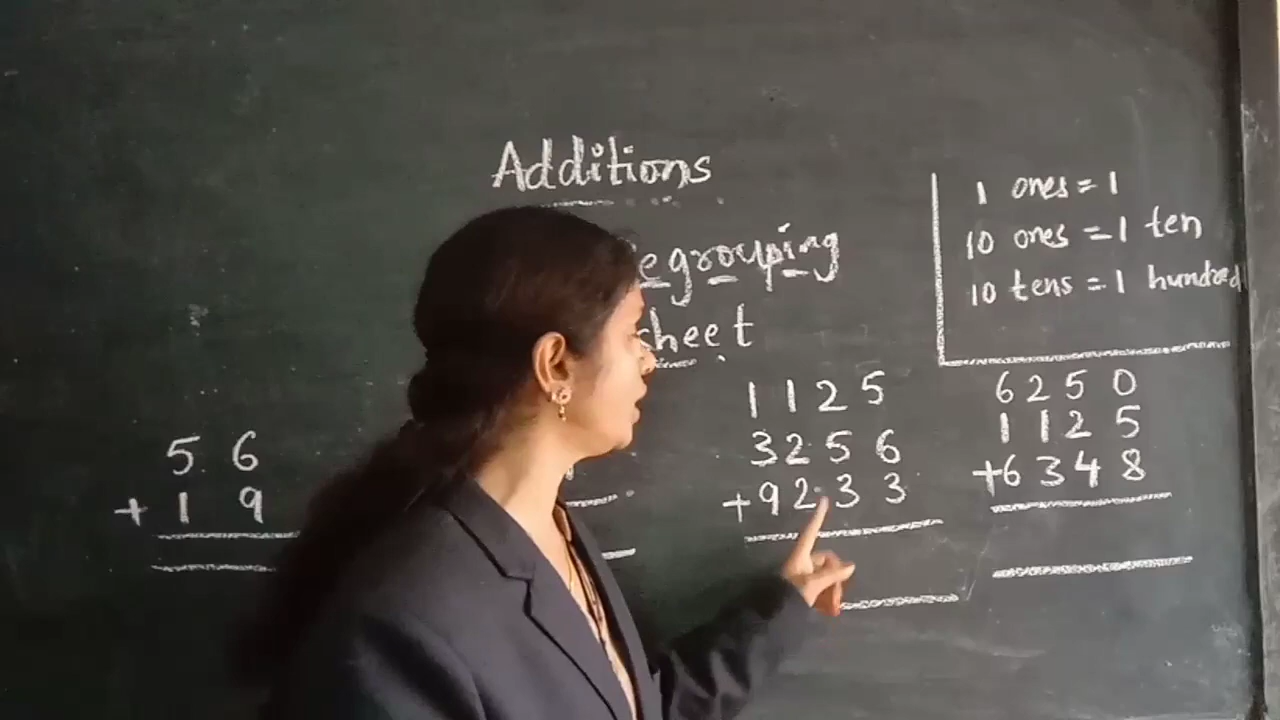 Additions
egrouping
heet
1 ones = 1
10 ones = 1 ten
10 tens = 1 hundred
5 6
+ 1 9
1 1 2 5
3 2 5 6
+ 9 2 3 3
6 2 5 0
1 1 2 5
+ 6 3 4 8